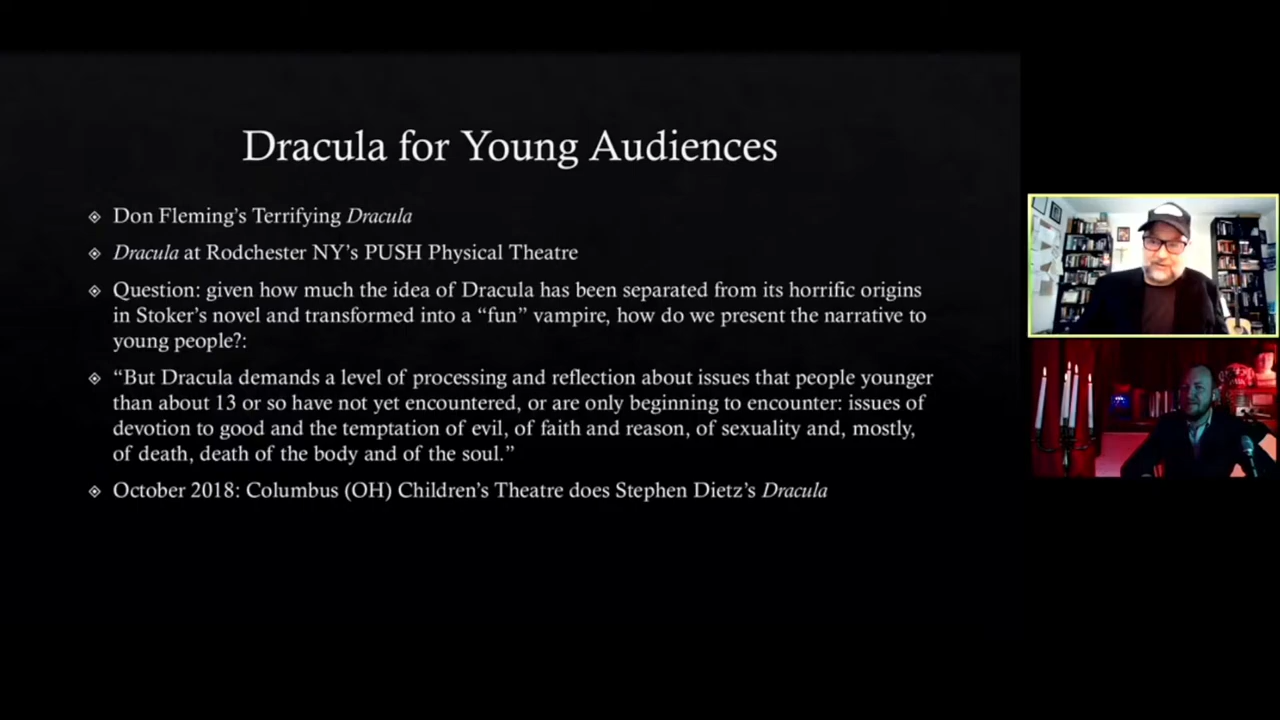 Dracula for Young Audiences
Don Fleming's Terrifying Dracula
Dracula at Rodchester NY's PUSH Physical Theatre
Question: given how much the idea of Dracula has been separated from its horrific origins
in Stoker's novel and transformed into a “fun” vampire, how do we present the narrative to
young people?:
“But Dracula demands a level of processing and reflection about issues that people younger
than about 13 or so have not yet encountered, or are only beginning to encounter: issues of
devotion to good and the temptation of evil, of faith and reason, of sexuality and, mostly,
of death, death of the body and of the soul.”
October 2018: Columbus (OH) Children's Theatre does Stephen Dietz's Dracula